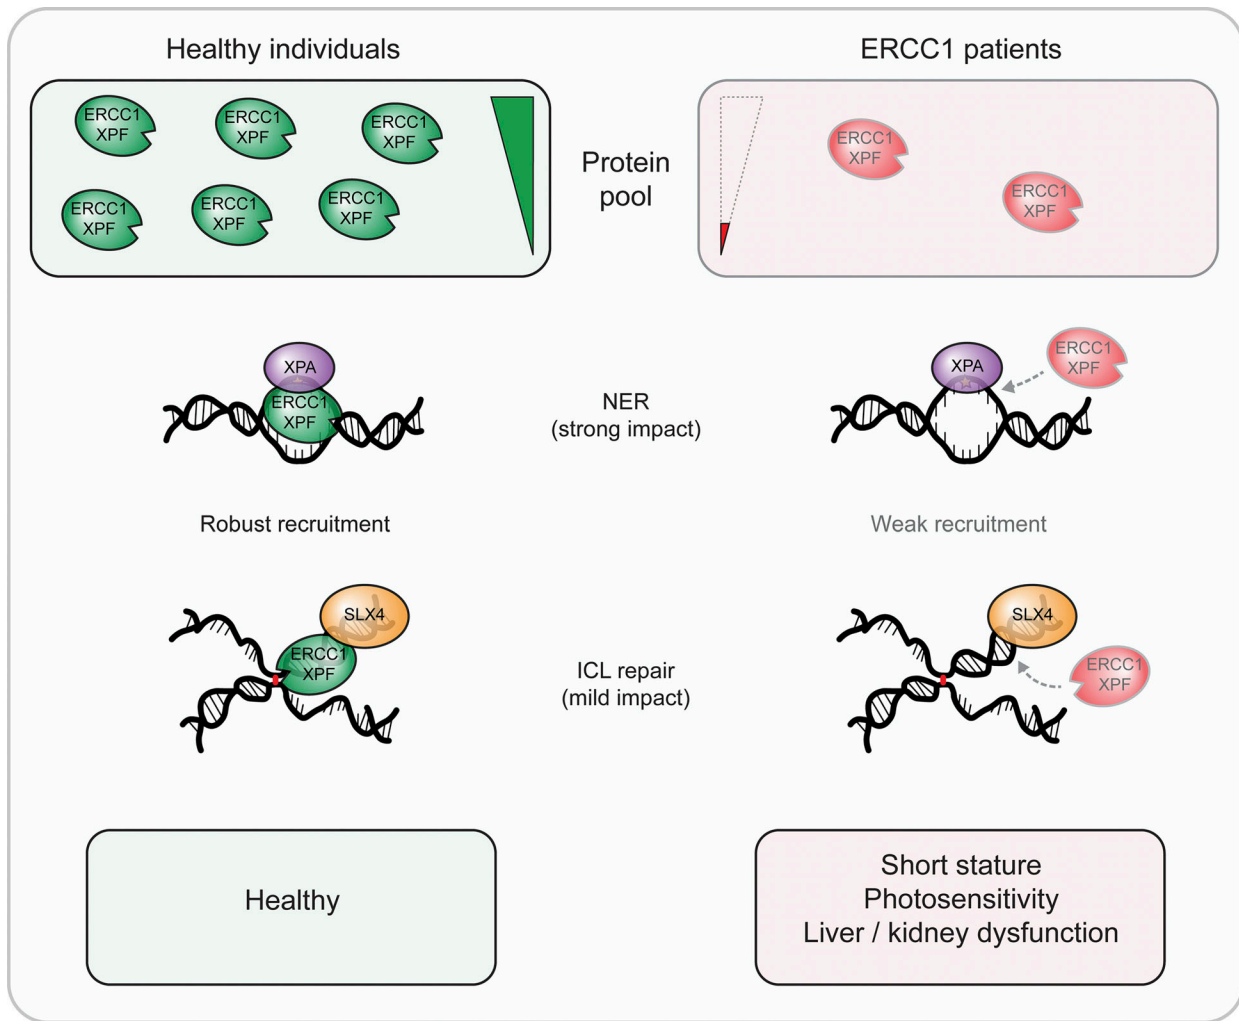 Healthy individuals
ERCC1 patients
ERCC1
XPF
ERCC1
XPF
ERCC1
XPF
ERCC1
XPF
ERCC1
XPF
ERCC1
XPF
Protein
pool
ERCC1
XPF
ERCC1
XPF
XPA
ERCC1
XPF
NER
(strong impact)
XPA
ERCC1
XPF
Robust recruitment
Weak recruitment
SLX4
ERCC1
XPF
ICL repair
(mild impact)
SLX4
ERCC1
XPF
Healthy
Short stature
Photosensitivity
Liver / kidney dysfunction